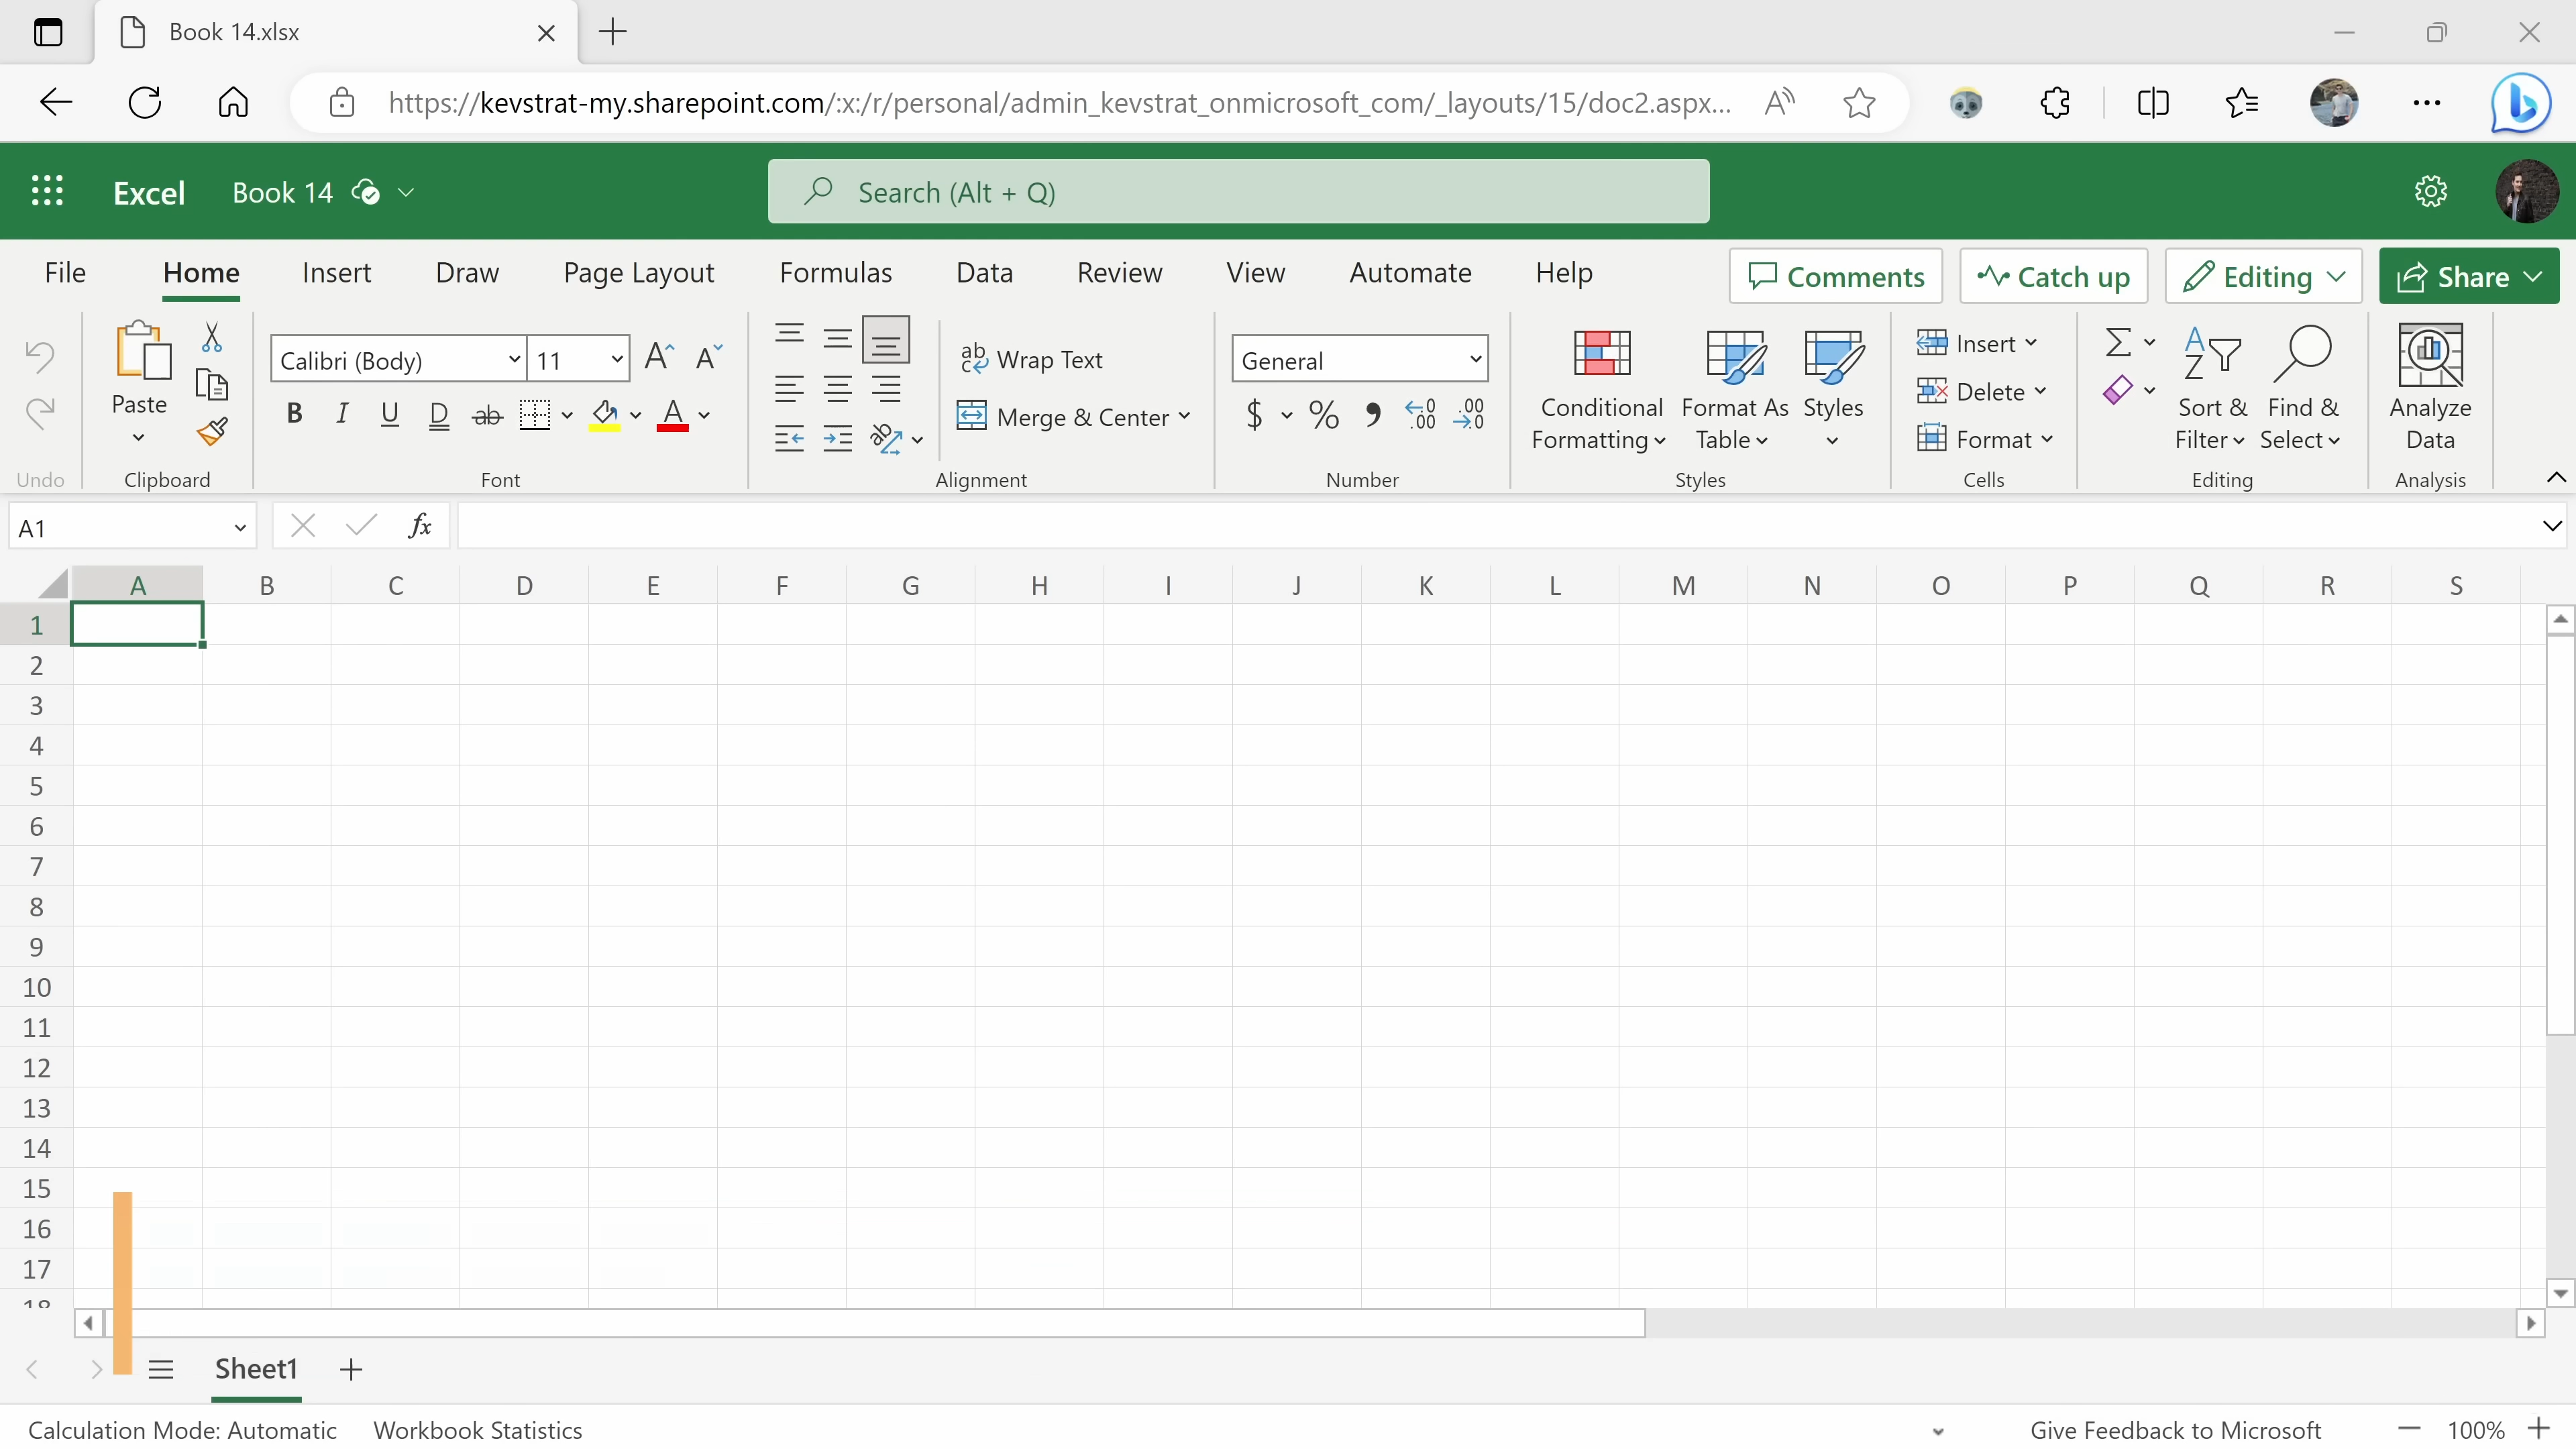 Book 14.xlsx
https://kevstrat-my.sharepoint.com/:x:/r/personal/admin_kevstrat_onmicrosoft_com/_layouts/15/doc2.aspx...
Excel Book 14 Search (Alt + Q)
File Home Insert Draw Page Layout Formulas Data Review View Automate Help Comments Catch up Editing Share
Calibri (Body) 11 Wrap Text General Insert
Paste Conditional Format As Styles Delete Sort & Find & Analyze
B I U D ab Merge & Center $ % Formatting Table Format Filter Select Data
Undo Clipboard Font Alignment Number Styles Cells Editing Analysis
A1 fx
A B C D E F G H I J K L M N O P Q R S
1
2
3
4
5
6
7
8
9
10
11
12
13
14
15
16
17
18
Sheet1
Calculation Mode: Automatic Workbook Statistics Give Feedback to Microsoft 100%